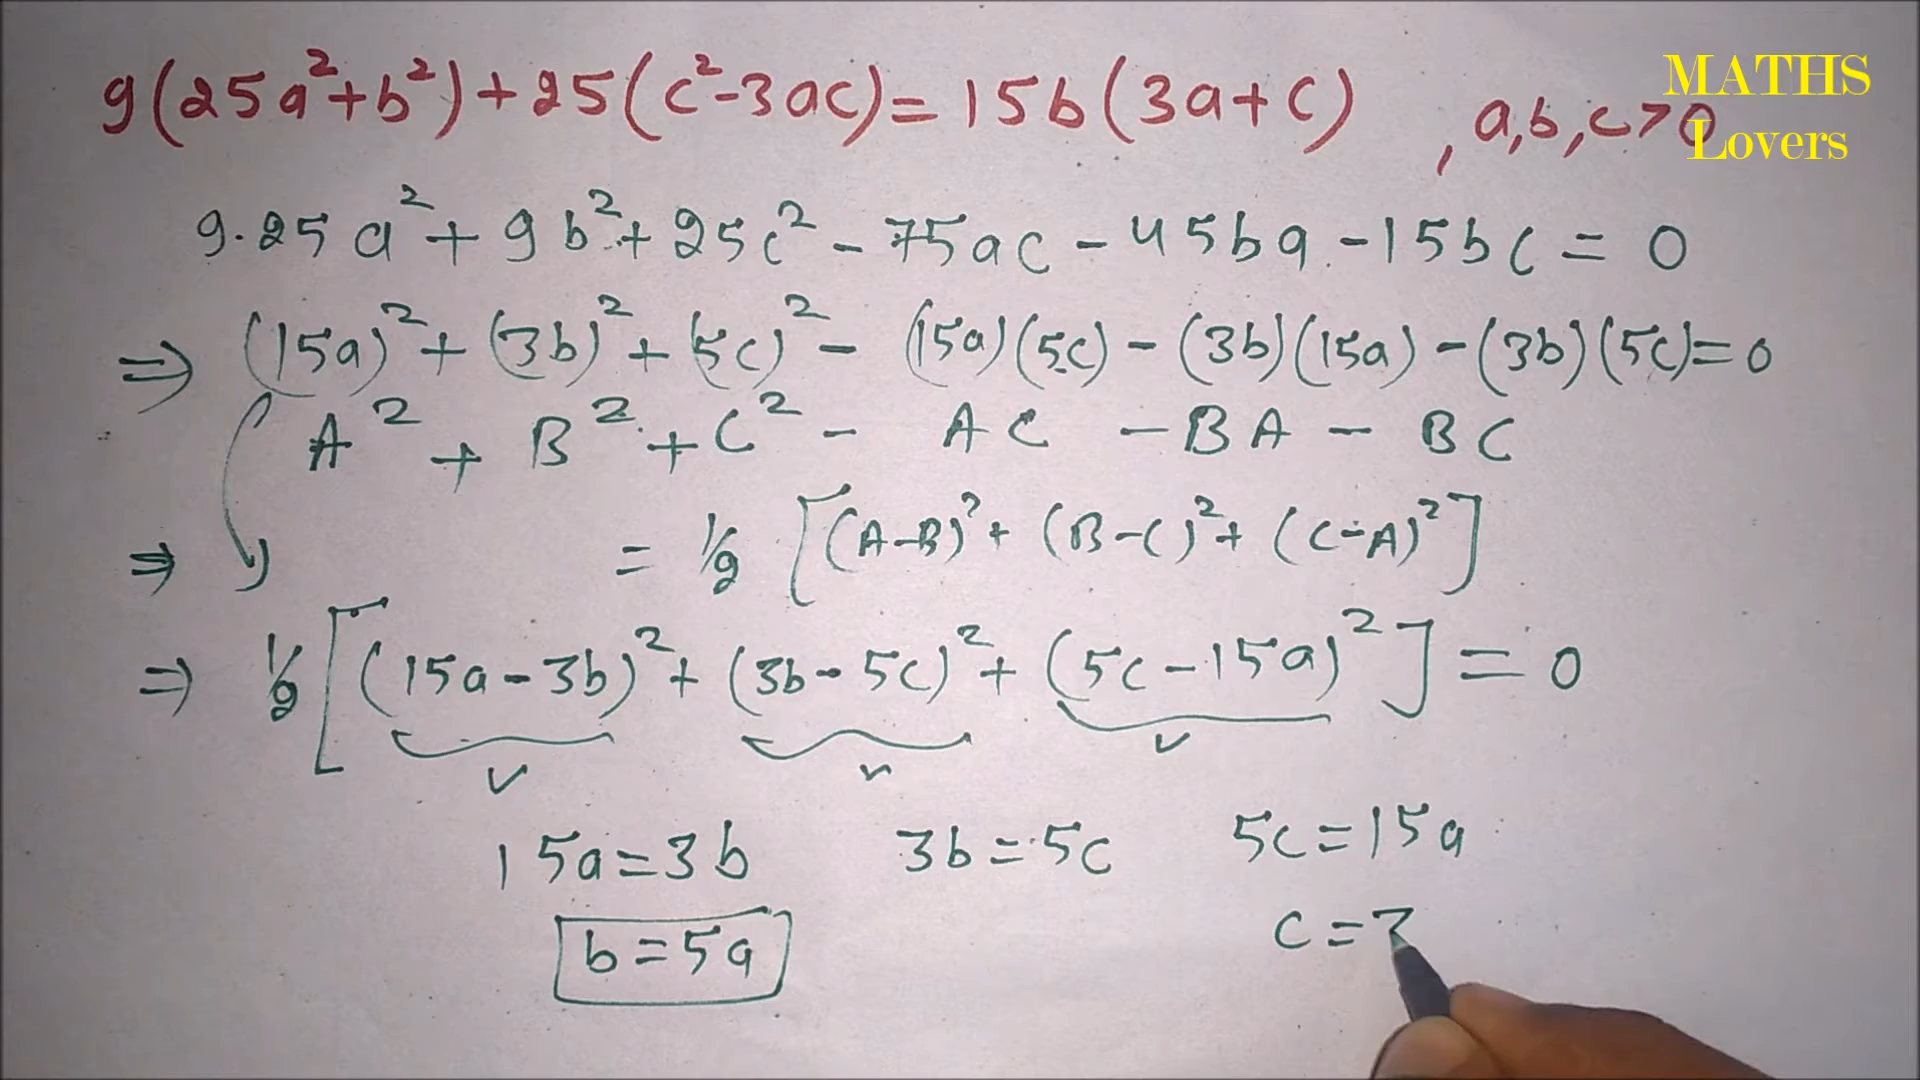 9(25a²+b²)+25(c²-3ac)=15b(3a+c) , a,b,c>0
MATHS
Lovers
9.25a²+9b²+25c²-75ac-45ba-15bc=0
⇒ (15a)²+(3b)²+(5c)²-(15a)(5c)-(3b)(15a)-(3b)(5c)=0
A²+B²+C²-AC-BA-BC
⇒ = 1/2 [(A-B)²+(B-C)²+(C-A)²]
⇒ 1/2 [(15a-3b)²+(3b-5c)²+(5c-15a)²]=0
15a=3b 3b=5c 5c=15a
b=5a c=3